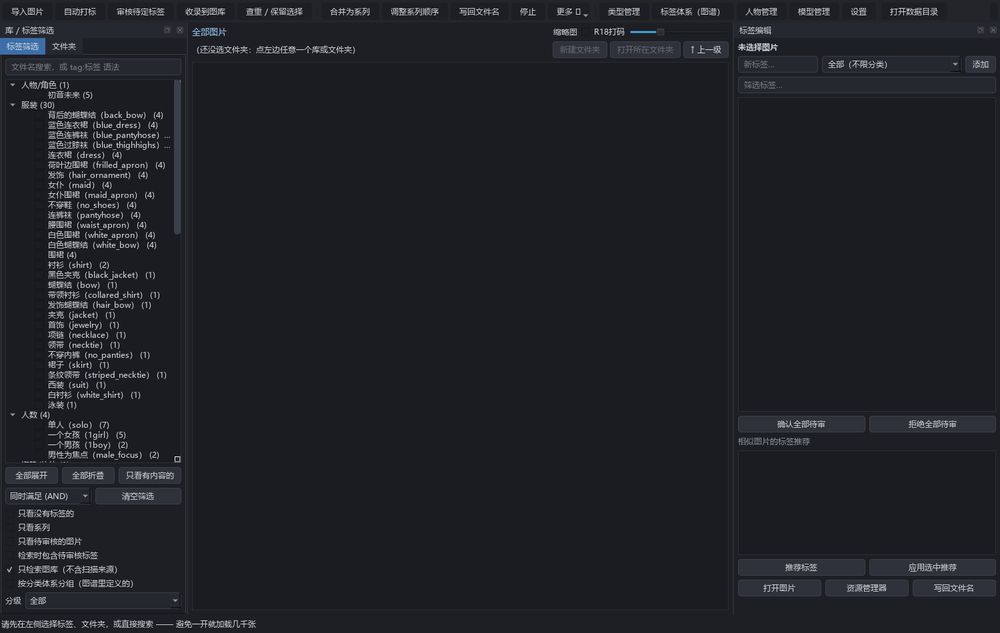 导入图片 自动打标 审核待定标签 收录到图库 查重 / 保留选择 合并为系列 调整系列顺序 写回文件名 停止 更多 类型管理 标签体系（图谱） 人物管理 模型管理 设置 打开数据目录
库 / 标签筛选
标签筛选 文件夹
文件名搜索，或 tag:标签 语法
人物/角色 (1)
初音未来 (5)
服装 (30)
背后的蝴蝶结（back_bow） (4)
蓝色连衣裙（blue_dress） (4)
蓝色连裤袜（blue_pantyhose）...
蓝色过膝袜（blue_thighhighs）...
连衣裙（dress） (4)
荷叶边围裙（frilled_apron） (4)
发饰（hair_ornament） (4)
女仆（maid） (4)
女仆围裙（maid_apron） (4)
不穿鞋（no_shoes） (4)
连裤袜（pantyhose） (4)
腰围裙（waist_apron） (4)
白色围裙（white_apron） (4)
白色蝴蝶结（white_bow） (4)
围裙 (4)
衬衫（shirt） (2)
黑色夹克（black_jacket） (1)
蝴蝶结（bow） (1)
带领衬衫（collared_shirt） (1)
发饰蝴蝶结（hair_bow） (1)
夹克（jacket） (1)
首饰（jewelry） (1)
项链（necklace） (1)
领带（necktie） (1)
不穿内裤（no_panties） (1)
裙子（skirt） (1)
条纹领带（striped_necktie） (1)
西装（suit） (1)
白衬衫（white_shirt） (1)
泳装 (1)
人数 (4)
单人（solo） (7)
一个女孩（1girl） (5)
一个男孩（1boy） (2)
男性为焦点（male_focus） (2)
全部展开 全部折叠 只看有内容的
同时满足 (AND) 清空筛选
只看没有标签的
只看系列
只看待审核的图片
检索时包含待审核标签
只检索图库（不含扫描来源）
按分类体系分组（图谱里定义的）
分级 全部
请先在左侧选择标签、文件夹，或直接搜索 —— 避免一开就加载几千张
全部图片 缩略图 R18打码
（还没选文件夹：点左边任意一个库或文件夹） 新建文件夹 打开所在文件夹 ↑ 上一级
标签编辑
未选择图片
新标签... 全部（不限分类） 添加
筛选标签...
确认全部待审 拒绝全部待审
相似图片的标签推荐
推荐标签 应用选中推荐
打开图片 资源管理器 写回文件名